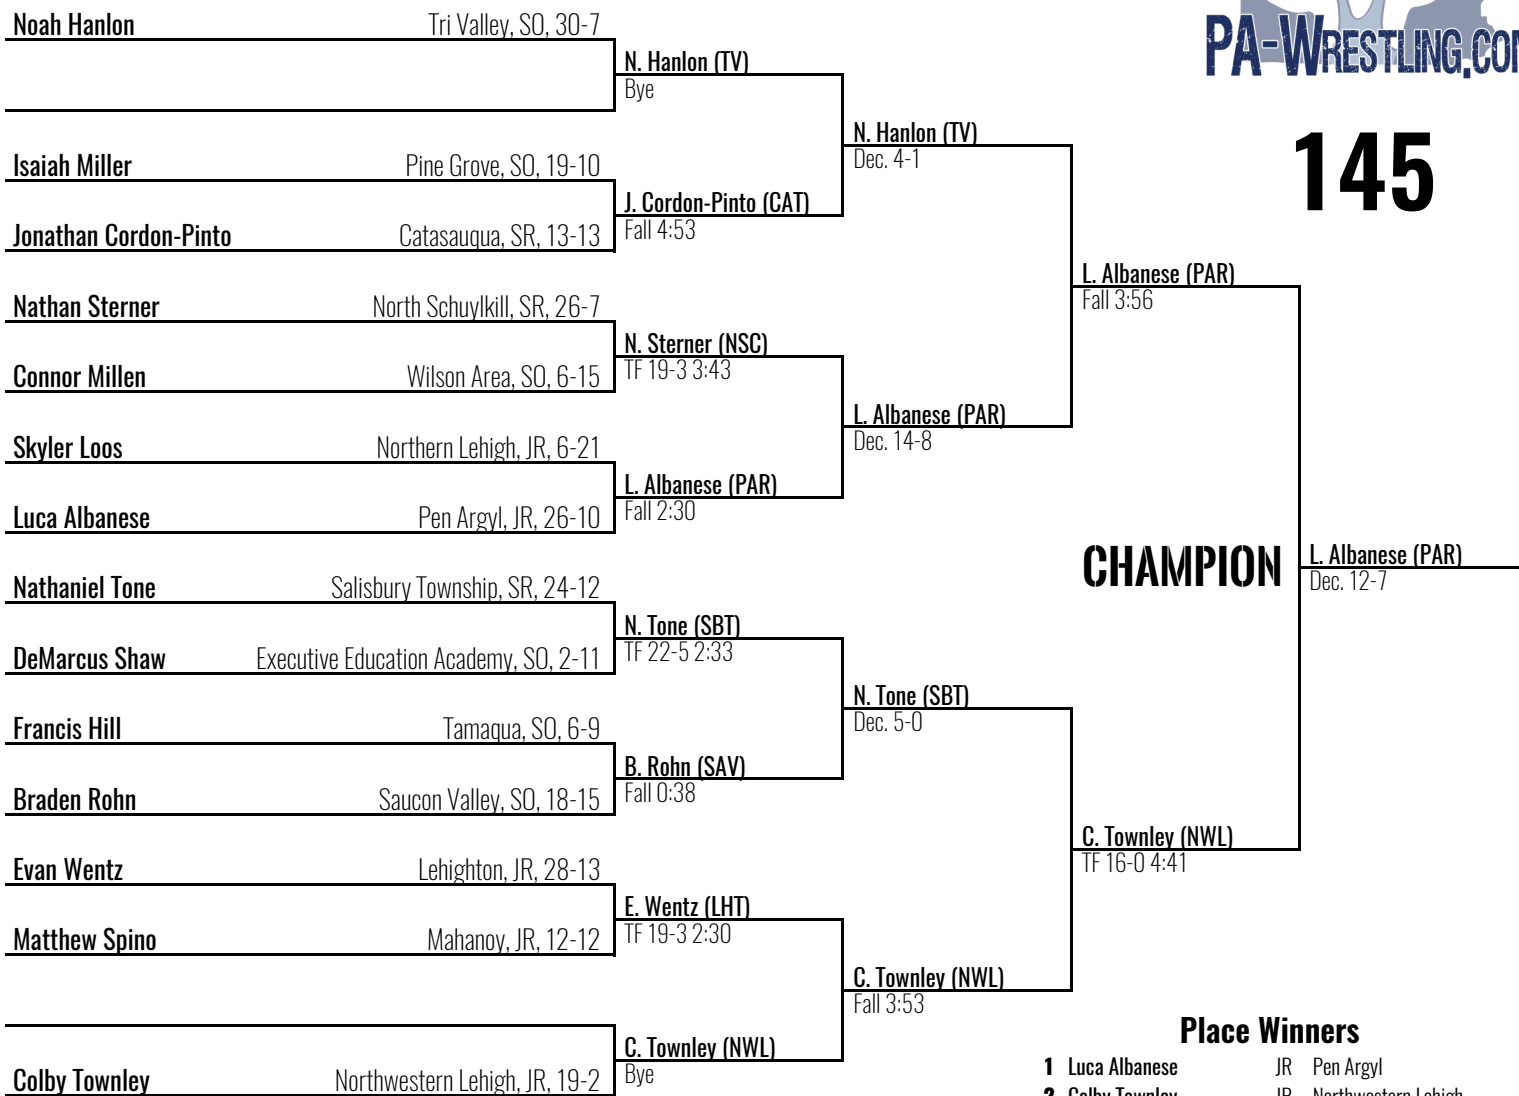 Noah Hanlon Tri Valley, SO, 30-7
PA-WRESTLING.CO
N. Hanlon (TV)
Bye
N. Hanlon (TV)
Dec. 4-1
145
Isaiah Miller Pine Grove, SO, 19-10
J. Cordon-Pinto (CAT)
Fall 4:53
Jonathan Cordon-Pinto Catasauqua, SR, 13-13
L. Albanese (PAR)
Fall 3:56
Nathan Sterner North Schuylkill, SR, 26-7
N. Sterner (NSC)
TF 19-3 3:43
Connor Millen Wilson Area, SO, 6-15
L. Albanese (PAR)
Dec. 14-8
Skyler Loos Northern Lehigh, JR, 6-21
L. Albanese (PAR)
Fall 2:30
Luca Albanese Pen Argyl, JR, 26-10
CHAMPION
L. Albanese (PAR)
Dec. 12-7
Nathaniel Tone Salisbury Township, SR, 24-12
N. Tone (SBT)
TF 22-5 2:33
DeMarcus Shaw Executive Education Academy, SO, 2-11
N. Tone (SBT)
Dec. 5-0
Francis Hill Tamaqua, SO, 6-9
B. Rohn (SAV)
Fall 0:38
Braden Rohn Saucon Valley, SO, 18-15
C. Townley (NWL)
TF 16-0 4:41
Evan Wentz Lehighton, JR, 28-13
E. Wentz (LHT)
TF 19-3 2:30
Matthew Spino Mahanoy, JR, 12-12
C. Townley (NWL)
Fall 3:53
Place Winners
C. Townley (NWL)
Bye
1 Luca Albanese JR Pen Argyl
Colby Townley Northwestern Lehigh, JR, 19-2
2 Colby Townley JR Northwestern Lehigh